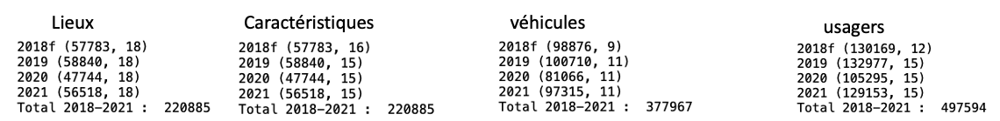 Lieux
2018f (57783, 18)
2019 (58840, 18)
2020 (47744, 18)
2021 (56518, 18)
Total 2018-2021 :  220885
Caractéristiques
2018f (57783, 16)
2019 (58840, 15)
2020 (47744, 15)
2021 (56518, 15)
Total 2018-2021 :  220885
véhicules
2018f (98876, 9)
2019 (100710, 11)
2020 (81066, 11)
2021 (97315, 11)
Total 2018-2021 :  377967
usagers
2018f (130169, 12)
2019 (132977, 15)
2020 (105295, 15)
2021 (129153, 15)
Total 2018-2021 :  497594